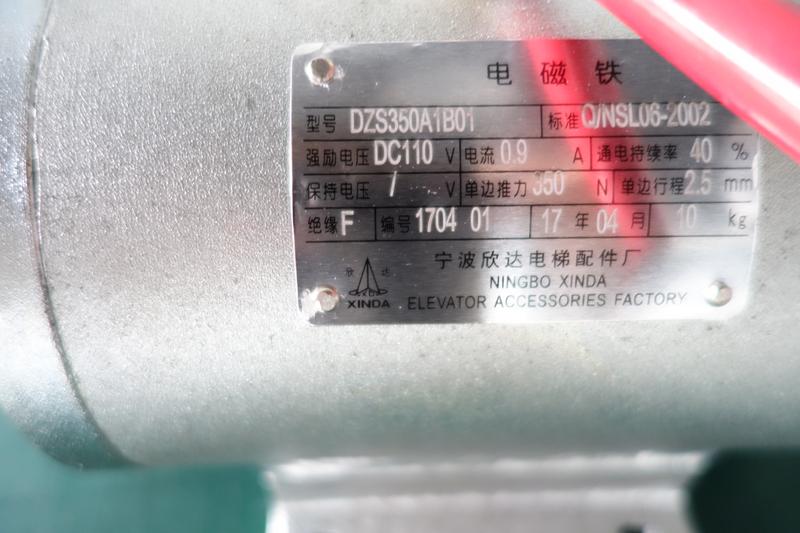 电磁铁
型号 DZS350A1B01 标准 Q/NSL06-2002
强励电压 DC110 V 电流 0.9 A 通电持续率 40 %
保持电压 / V 单边推力 350 N 单边行程 2.5 mm
绝缘 F 编号 1704 01 17 年 04 月 10 kg
宁波欣达电梯配件厂
欣达
XINDA
NINGBO XINDA
ELEVATOR ACCESSORIES FACTORY